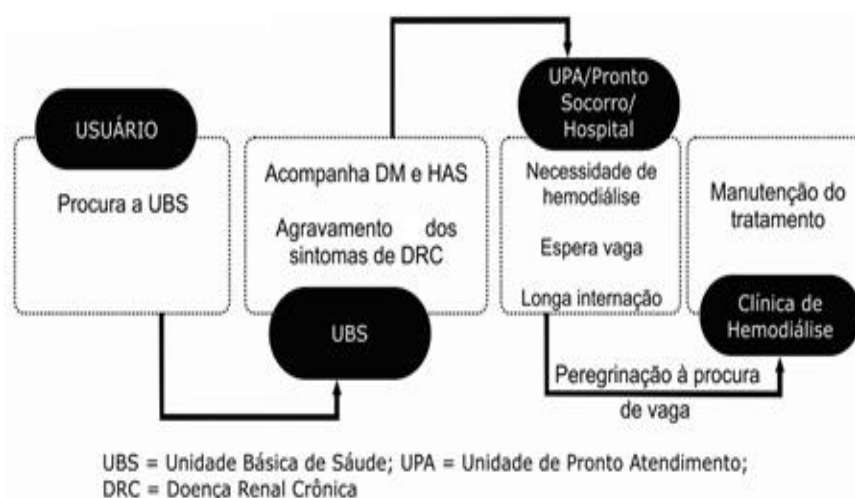 USUÁRIO
Procura a UBS
Acompanha DM e HAS
Agravamento dos
sintomas de DRC
UBS
UPA/Pronto
Socorro/
Hospital
Necessidade de
hemodiálise
Espera vaga
Longa internação
Peregrinação à procura
de vaga
Manutenção do
tratamento
Clínica de
Hemodiálise
UBS = Unidade Básica de Sáude; UPA = Unidade de Pronto Atendimento;
DRC = Doença Renal Crônica